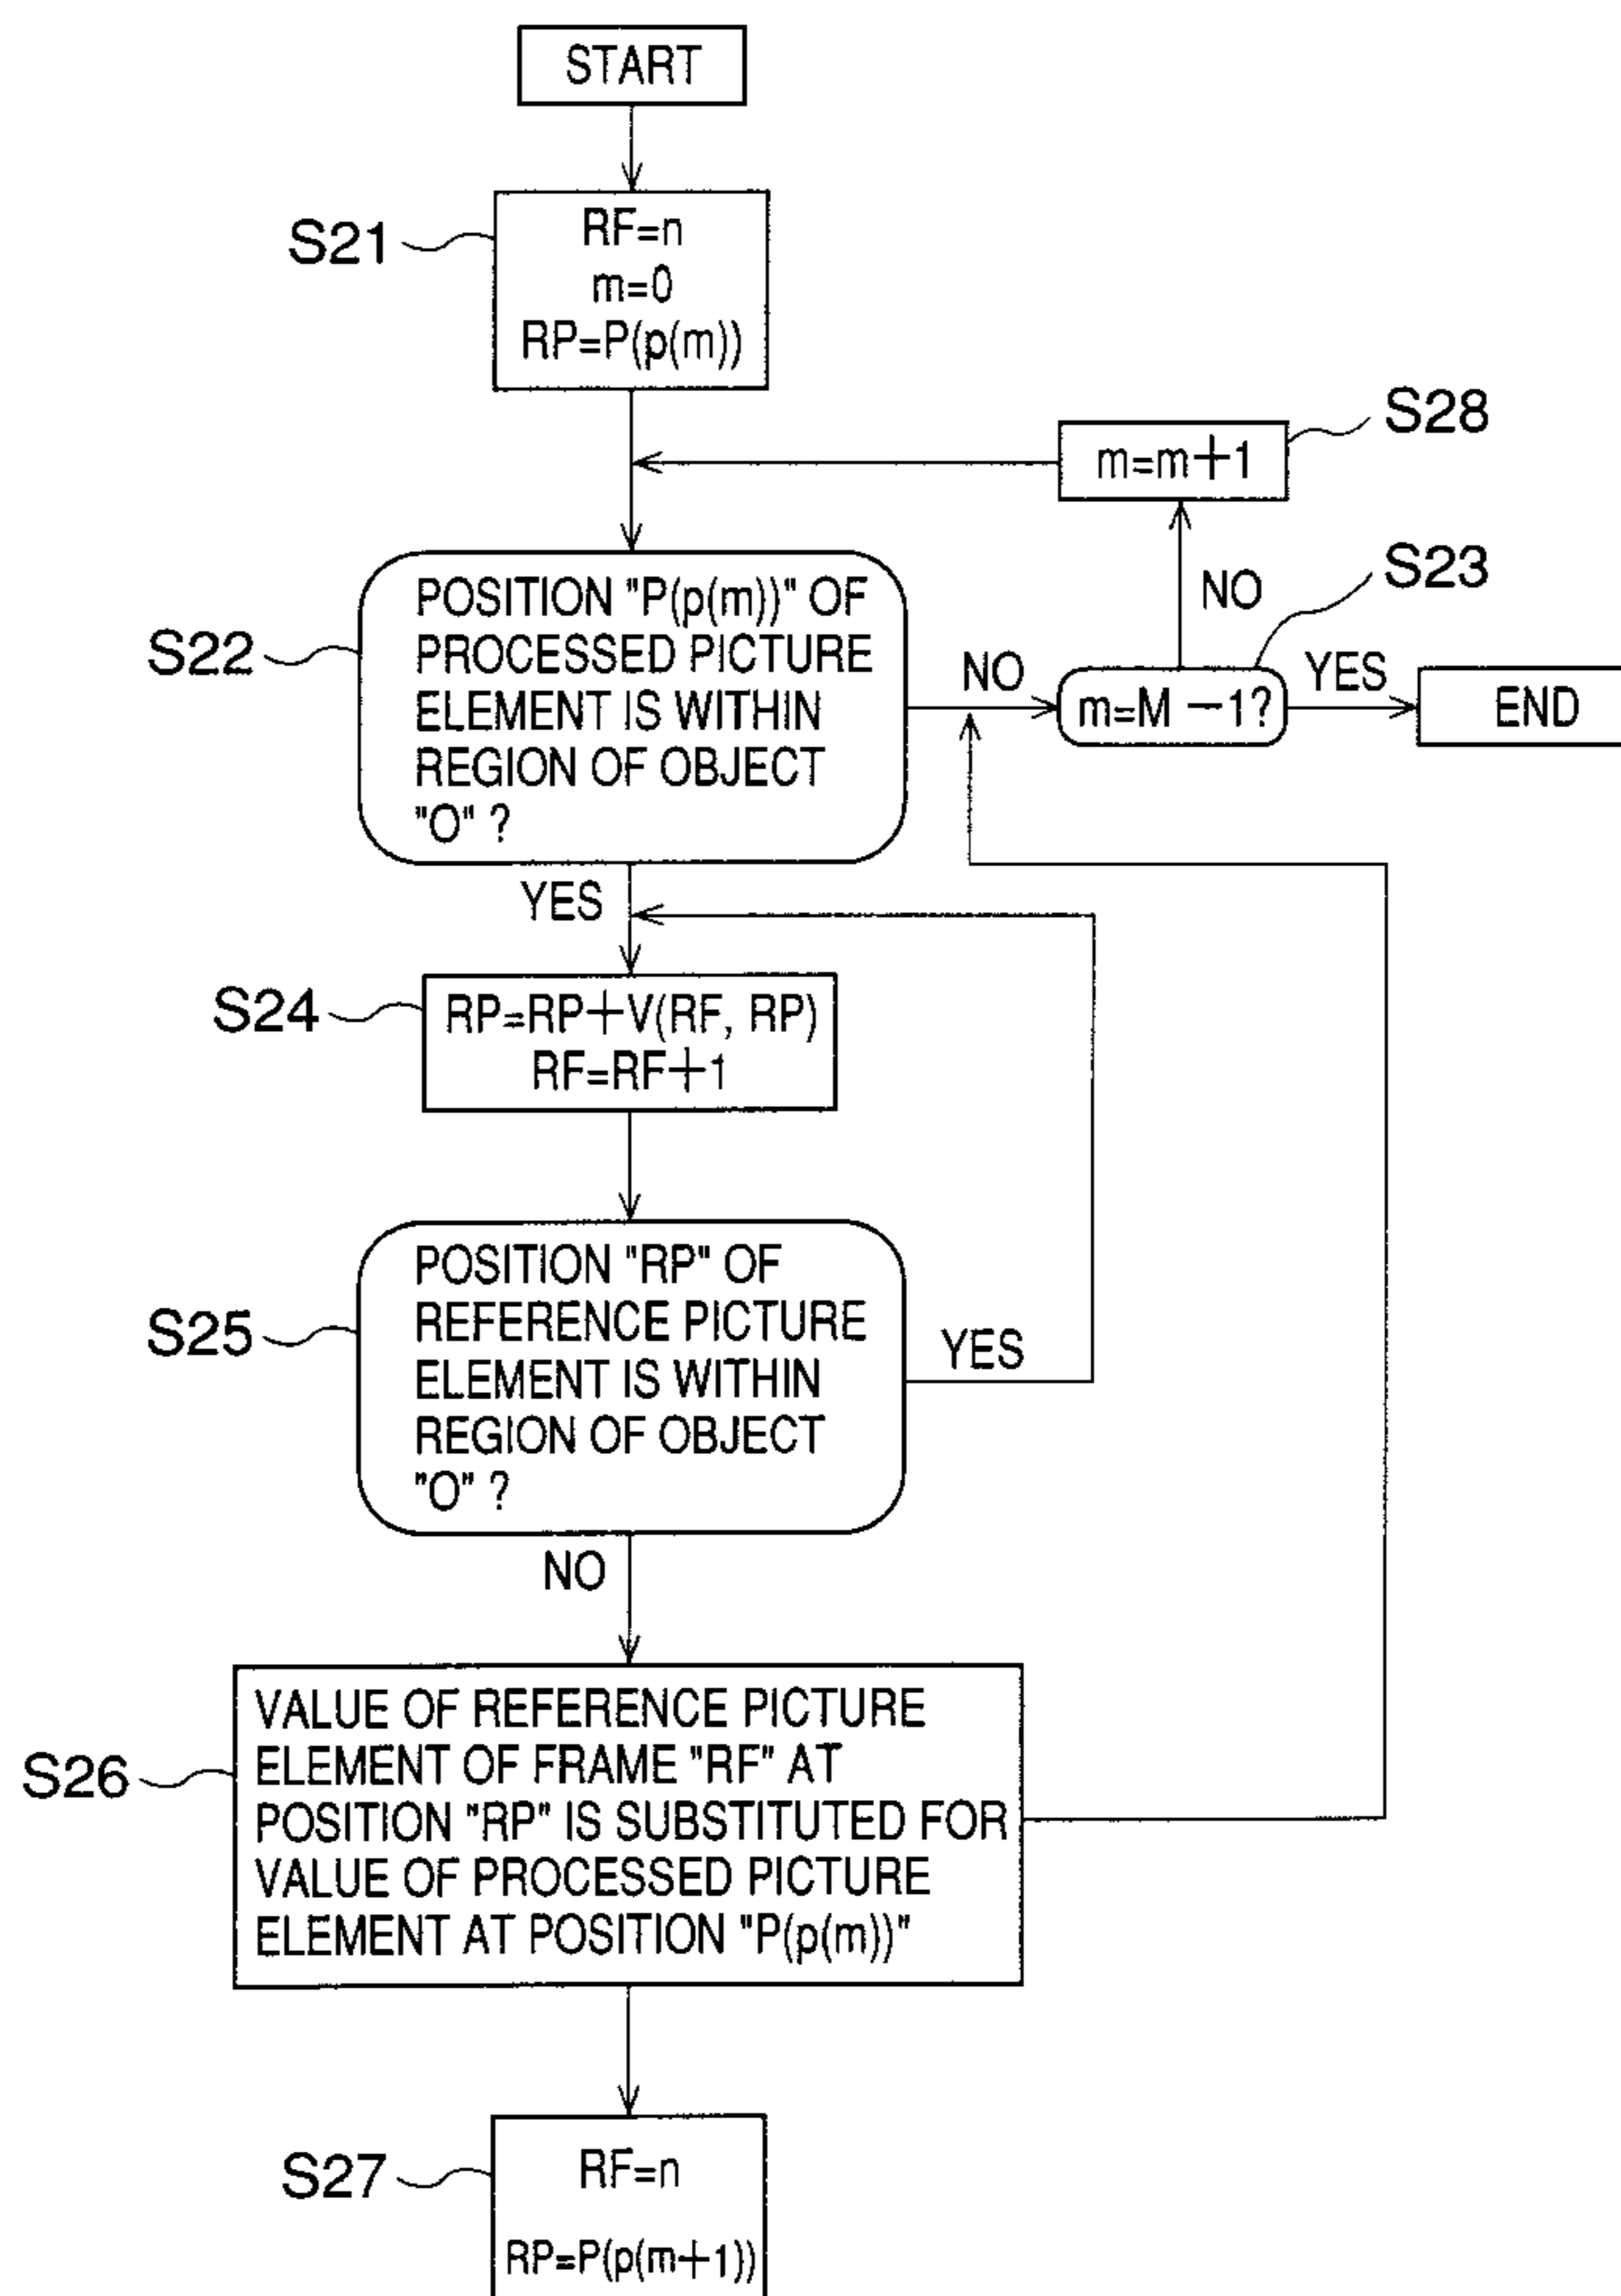 START
S21
RF=n
m=0
RP=P(p(m))
S28
m=m+1
S23
NO
S22
POSITION "P(p(m))" OF
PROCESSED PICTURE
ELEMENT IS WITHIN
REGION OF OBJECT
"O" ?
NO
m=M-1?
YES
END
YES
S24
RP=RP+V(RF, RP)
RF=RF+1
S25
POSITION "RP" OF
REFERENCE PICTURE
ELEMENT IS WITHIN
REGION OF OBJECT
"O" ?
YES
NO
S26
VALUE OF REFERENCE PICTURE
ELEMENT OF FRAME "RF" AT
POSITION "RP" IS SUBSTITUTED FOR
VALUE OF PROCESSED PICTURE
ELEMENT AT POSITION "P(p(m))"
S27
RF=n
RP=P(p(m+1))